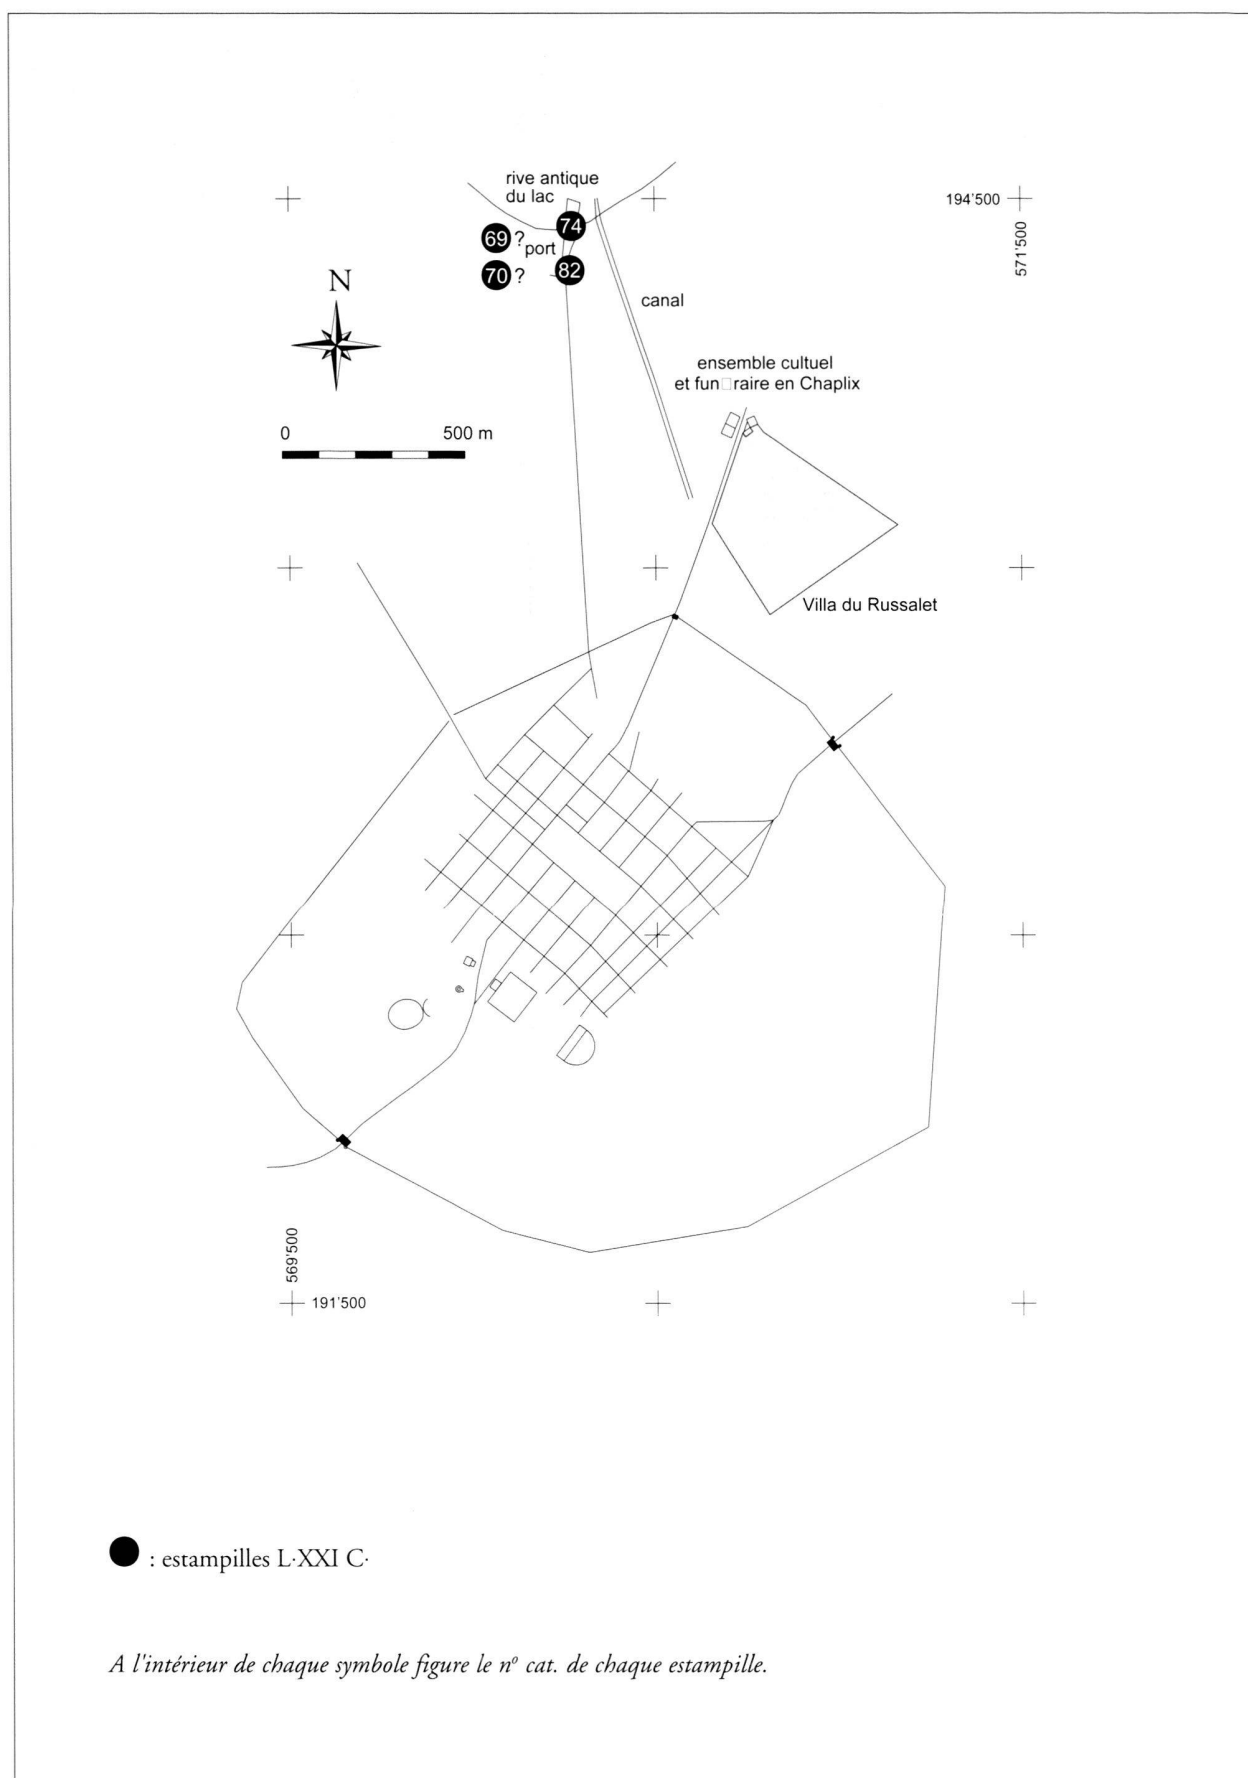 rive antique
du lac
194'500
571'500
74
69 ?
port
70 ?
82
N
canal
ensemble cultuel
et fun□raire en Chaplix
0 500 m
Villa du Russalet
569'500
191'500
: estampilles L·XXI C·
A l'intérieur de chaque symbole figure le nº cat. de chaque estampille.